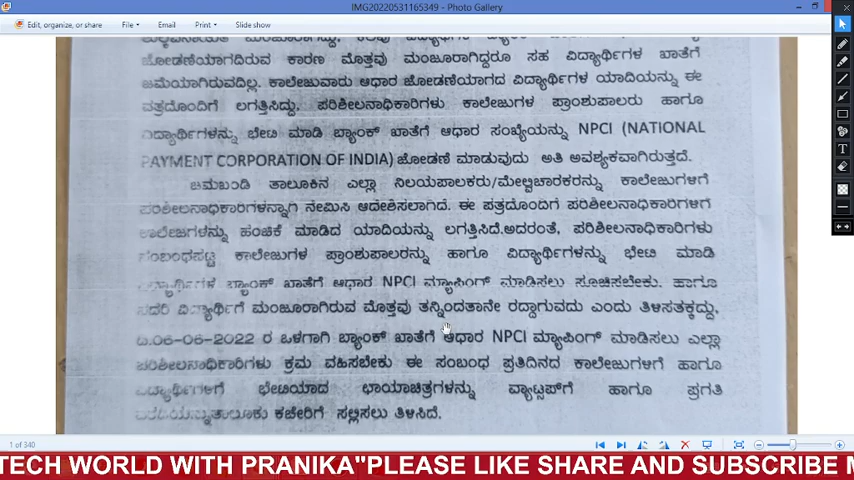 IMG20220531165349 - Photo Gallery
Edit, organize, or share File Email Print Slide show
ಜೋಡಣೆಯಾಗದಿರುವ ಕಾರಣ ಮೊತ್ತವು ಮಂಜೂರಾಗಿದ್ದರೂ ಸಹ ವಿದ್ಯಾರ್ಥಿಗಳ ಖಾತೆಗೆ
ಜಮೆಯಾಗಿರುವದಿಲ್ಲ. ಕಾಲೇಜುವಾರು ಆಧಾರ ಜೋಡಣೆಯಾಗದ ವಿದ್ಯಾರ್ಥಿಗಳ ಯಾದಿಯನ್ನು ಈ
ಪತ್ರದೊಂದಿಗೆ ಲಗತ್ತಿಸಿದ್ದು, ಪರಿಶೀಲನಾಧಿಕಾರಿಗಳು ಕಾಲೇಜುಗಳ ಪ್ರಾಂಶುಪಾಲರು ಹಾಗೂ
ವಿದ್ಯಾರ್ಥಿಗಳನ್ನು ಭೇಟಿ ಮಾಡಿ ಬ್ಯಾಂಕ್ ಖಾತೆಗೆ ಆಧಾರ ಸಂಖ್ಯೆಯನ್ನು NPCI (NATIONAL
PAYMENT CORPORATION OF INDIA) ಜೋಡಣೆ ಮಾಡುವುದು ಅತಿ ಅವಶ್ಯಕವಾಗಿರುತ್ತದೆ.
ಜಮಖಂಡಿ ತಾಲೂಕಿನ ಎಲ್ಲಾ ನಿಲಯಪಾಲಕರು/ಮೇಲ್ವಿಚಾರಕರನ್ನು ಕಾಲೇಜುಗಳಿಗೆ
ಪರಿಶೀಲನಾಧಿಕಾರಿಗಳನ್ನಾಗಿ ನೇಮಿಸಿ ಆದೇಶಿಸಲಾಗಿದೆ. ಈ ಪತ್ರದೊಂದಿಗೆ ಪರಿಶೀಲನಾಧಿಕಾರಿಗಳಿಗೆ
ಕಾಲೇಜುಗಳನ್ನು ಹಂಚಿಕೆ ಮಾಡಿದ ಯಾದಿಯನ್ನು ಲಗತ್ತಿಸಿದೆ.ಅದರಂತೆ, ಪರಿಶೀಲನಾಧಿಕಾರಿಗಳು
ಸಂಬಂಧಪಟ್ಟ ಕಾಲೇಜುಗಳ ಪ್ರಾಂಶುಪಾಲರನ್ನು ಹಾಗೂ ವಿದ್ಯಾರ್ಥಿಗಳನ್ನು ಭೇಟಿ ಮಾಡಿ
ಬ್ಯಾಂಕ್ ಖಾತೆಗೆ ಆಧಾರ NPCI ಮ್ಯಾಪಿಂಗ್ ಮಾಡಿಸಲು ಸೂಚಿಸಬೇಕು. ಹಾಗೂ
ಸದರಿ ವಿದ್ಯಾರ್ಥಿಗೆ ಮಂಜೂರಾಗಿರುವ ಮೊತ್ತವು ತನ್ನಿಂದತಾನೇ ರದ್ದಾಗುವದು ಎಂದು ತಿಳಿಸತಕ್ಕದ್ದು,
ದಿ.06-06-2022 ರ ಒಳಗಾಗಿ ಬ್ಯಾಂಕ್ ಖಾತೆಗೆ ಆಧಾರ NPCI ಮ್ಯಾಪಿಂಗ್ ಮಾಡಿಸಲು ಎಲ್ಲಾ
ಪರಿಶೀಲನಾಧಿಕಾರಿಗಳು ಕ್ರಮ ವಹಿಸಬೇಕು ಈ ಸಂಬಂಧ ಪ್ರತಿದಿನದ ಕಾಲೇಜುಗಳಿಗೆ ಹಾಗೂ
ವಿದ್ಯಾರ್ಥಿಗಳಿಗೆ ಭೇಟಿಯಾದ ಛಾಯಾಚಿತ್ರಗಳನ್ನು ವ್ಯಾಟ್ಸಪ್‌ಗೆ ಹಾಗೂ ಪ್ರಗತಿ
ವರದಿಯನ್ನು ತಾಲೂಕು ಕಚೇರಿಗೆ ಸಲ್ಲಿಸಲು ತಿಳಿಸಿದೆ.
1 of 340
TECH WORLD WITH PRANIKA"PLEASE LIKE SHARE AND SUBSCRIBE M